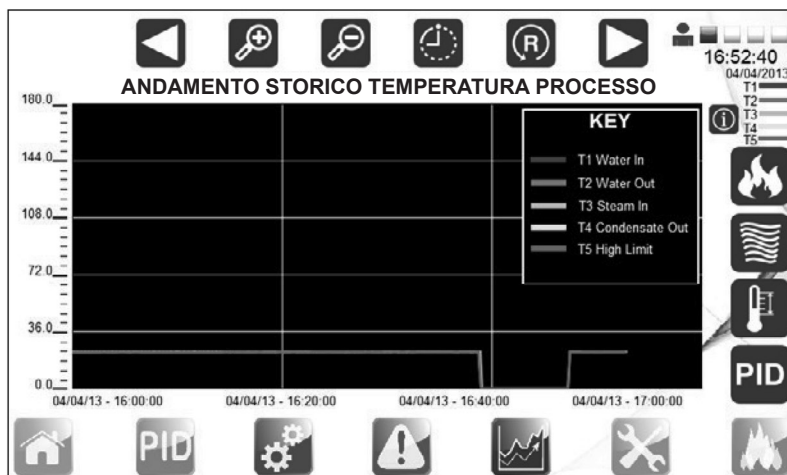 R
16:52:40
04/04/2013
ANDAMENTO STORICO TEMPERATURA PROCESSO
T1
T2
T3
T4
T5
180.0
144.0
108.0
72.0
36.0
0.0
KEY
T1 Water In
T2 Water Out
T3 Steam In
T4 Condensate Out
T5 High Limit
PID
04/04/13 - 16:00:00
04/04/13 - 16:20:00
04/04/13 - 16:40:00
04/04/13 - 17:00:00
PID